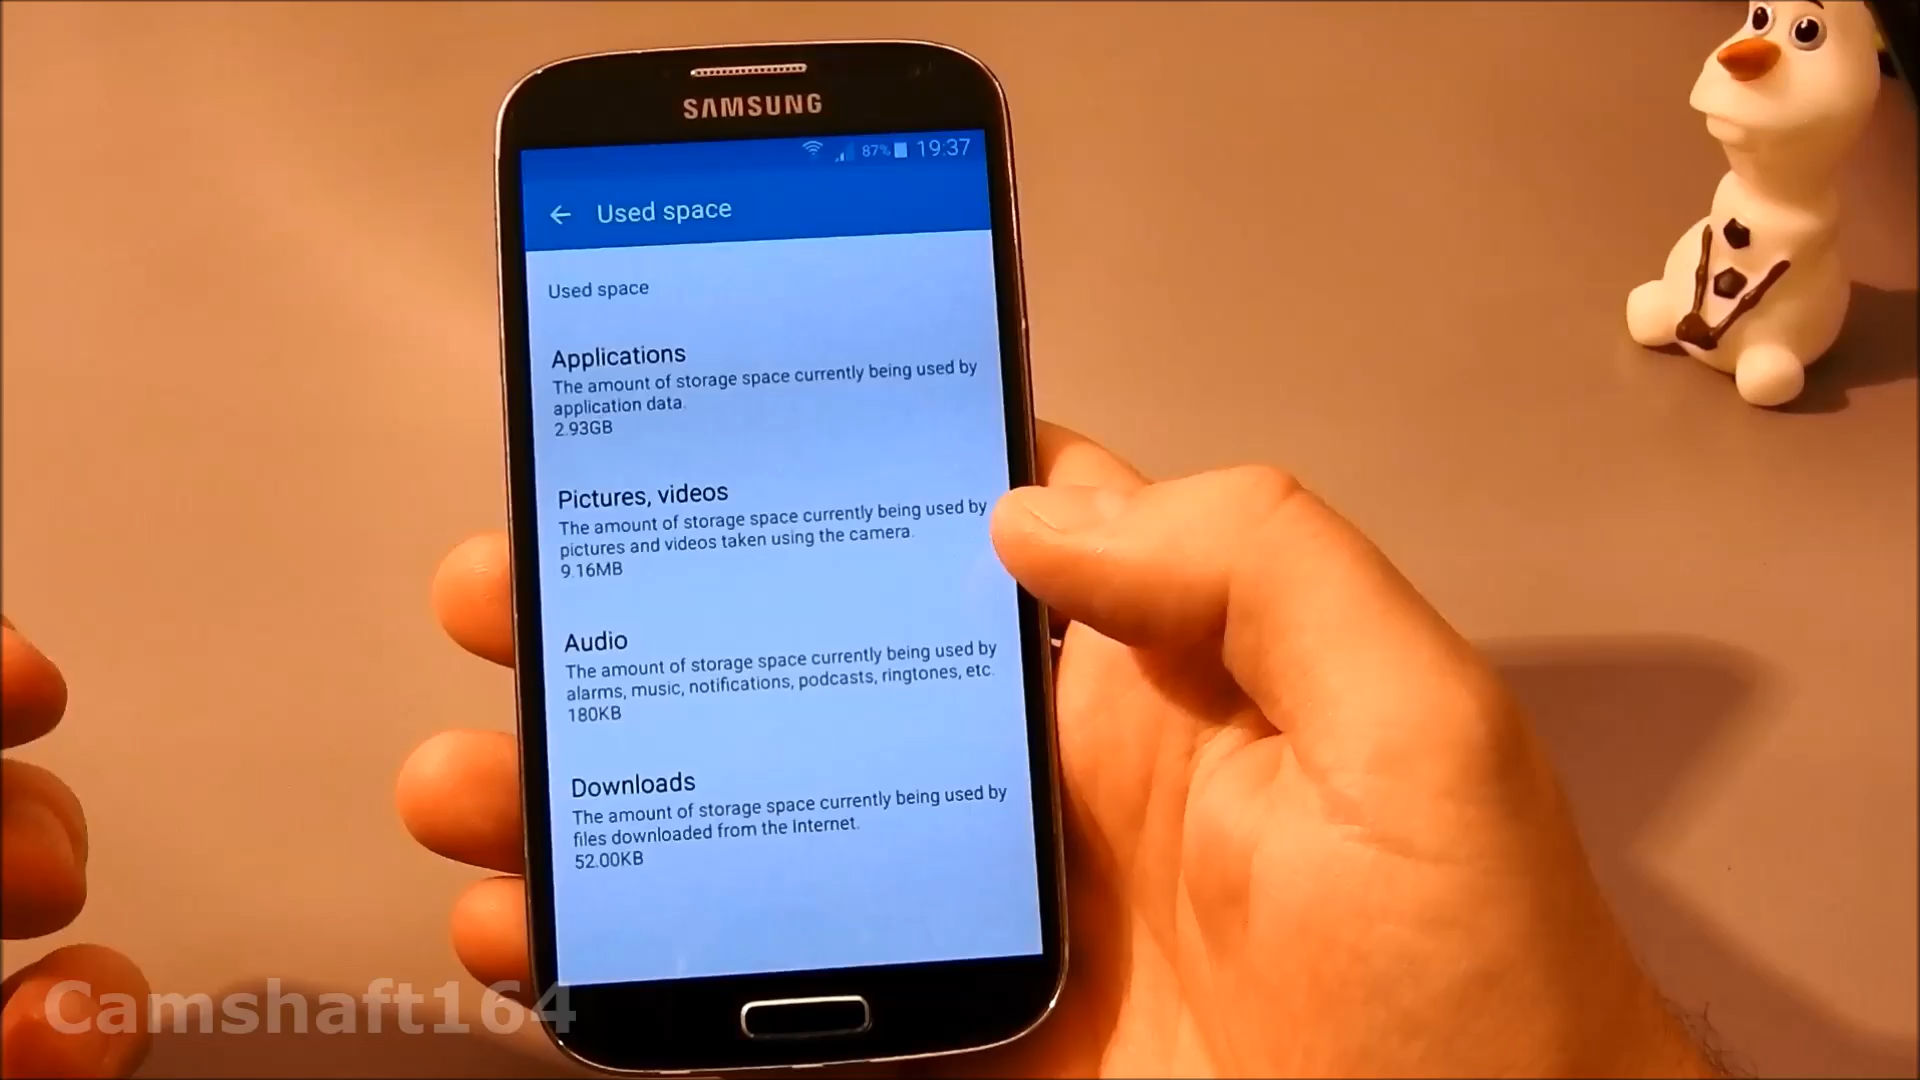 SAMSUNG
87% 19:37
Used space
Used space
Applications
The amount of storage space currently being used by
application data.
2.93GB
Pictures, videos
The amount of storage space currently being used by
pictures and videos taken using the camera.
9.16MB
Audio
The amount of storage space currently being used by
alarms, music, notifications, podcasts, ringtones, etc.
180KB
Downloads
The amount of storage space currently being used by
files downloaded from the Internet.
52.00KB
Camshaft164